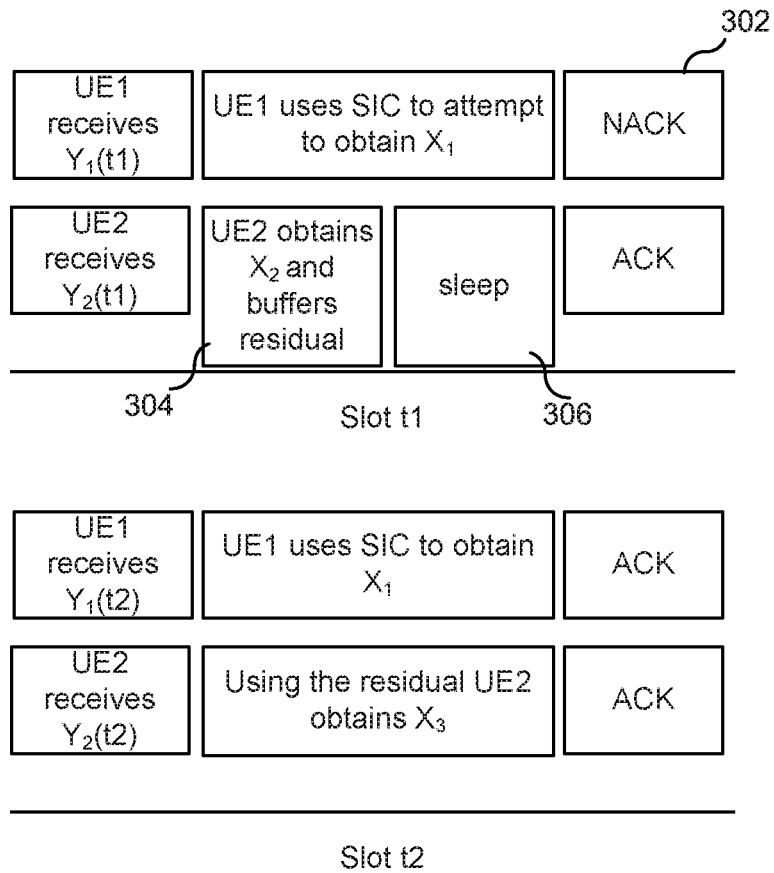 302
UE1
receives
Y₁(t1)
UE1 uses SIC to attempt
to obtain X₁
NACK
UE2
receives
Y₂(t1)
UE2 obtains
X₂ and
buffers
residual
sleep
ACK
304
306
Slot t1
UE1
receives
Y₁(t2)
UE1 uses SIC to obtain
X₁
ACK
UE2
receives
Y₂(t2)
Using the residual UE2
obtains X₃
ACK
Slot t2